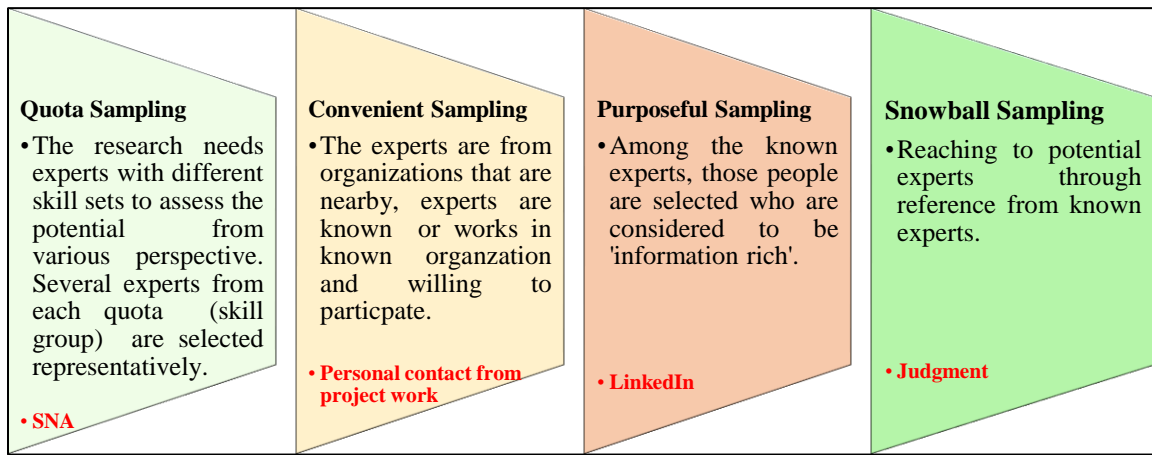 Quota Sampling
•The research needs
experts with different
skill sets to assess the
potential from
various perspective.
Several experts from
each quota (skill
group) are selected
representatively.
• SNA
Convenient Sampling
•The experts are from
organizations that are
nearby, experts are
known or works in
known organzation
and willing to
particpate.
• Personal contact from
project work
Purposeful Sampling
•Among the known
experts, those people
are selected who are
considered to be
'information rich'.
• LinkedIn
Snowball Sampling
•Reaching to potential
experts through
reference from known
experts.
• Judgment